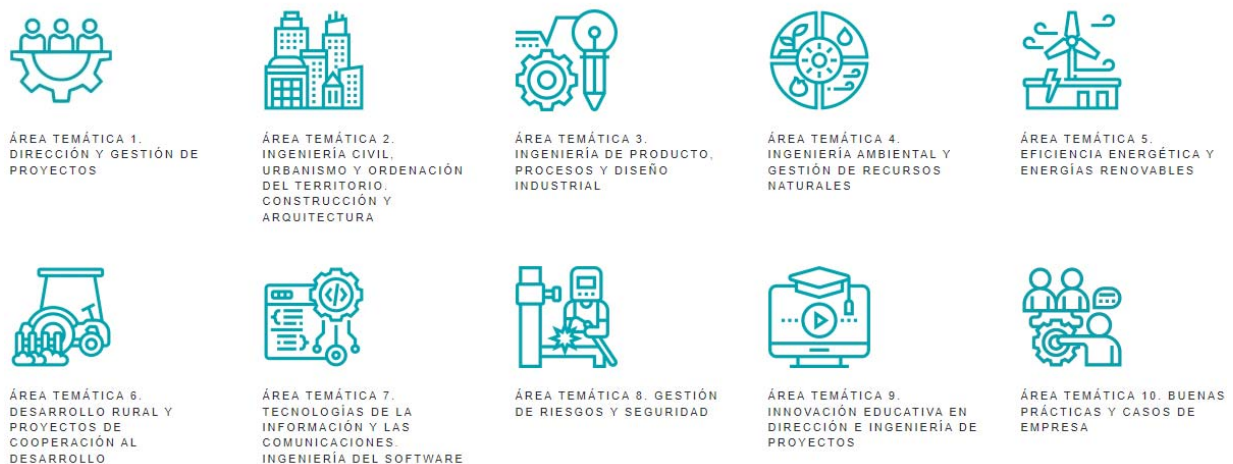 ÁREA TEMÁTICA 1.
DIRECCIÓN Y GESTIÓN DE
PROYECTOS
ÁREA TEMÁTICA 2.
INGENIERÍA CIVIL,
URBANISMO Y ORDENACIÓN
DEL TERRITORIO.
CONSTRUCCIÓN Y
ARQUITECTURA
ÁREA TEMÁTICA 3.
INGENIERÍA DE PRODUCTO,
PROCESOS Y DISEÑO
INDUSTRIAL
ÁREA TEMÁTICA 4.
INGENIERÍA AMBIENTAL Y
GESTIÓN DE RECURSOS
NATURALES
ÁREA TEMÁTICA 5.
EFICIENCIA ENERGÉTICA Y
ENERGÍAS RENOVABLES
ÁREA TEMÁTICA 6.
DESARROLLO RURAL Y
PROYECTOS DE
COOPERACIÓN AL
DESARROLLO
ÁREA TEMÁTICA 7.
TECNOLOGÍAS DE LA
INFORMACIÓN Y LAS
COMUNICACIONES.
INGENIERÍA DEL SOFTWARE
ÁREA TEMÁTICA 8. GESTIÓN
DE RIESGOS Y SEGURIDAD
ÁREA TEMÁTICA 9.
INNOVACIÓN EDUCATIVA EN
DIRECCIÓN E INGENIERÍA DE
PROYECTOS
ÁREA TEMÁTICA 10. BUENAS
PRÁCTICAS Y CASOS DE
EMPRESA